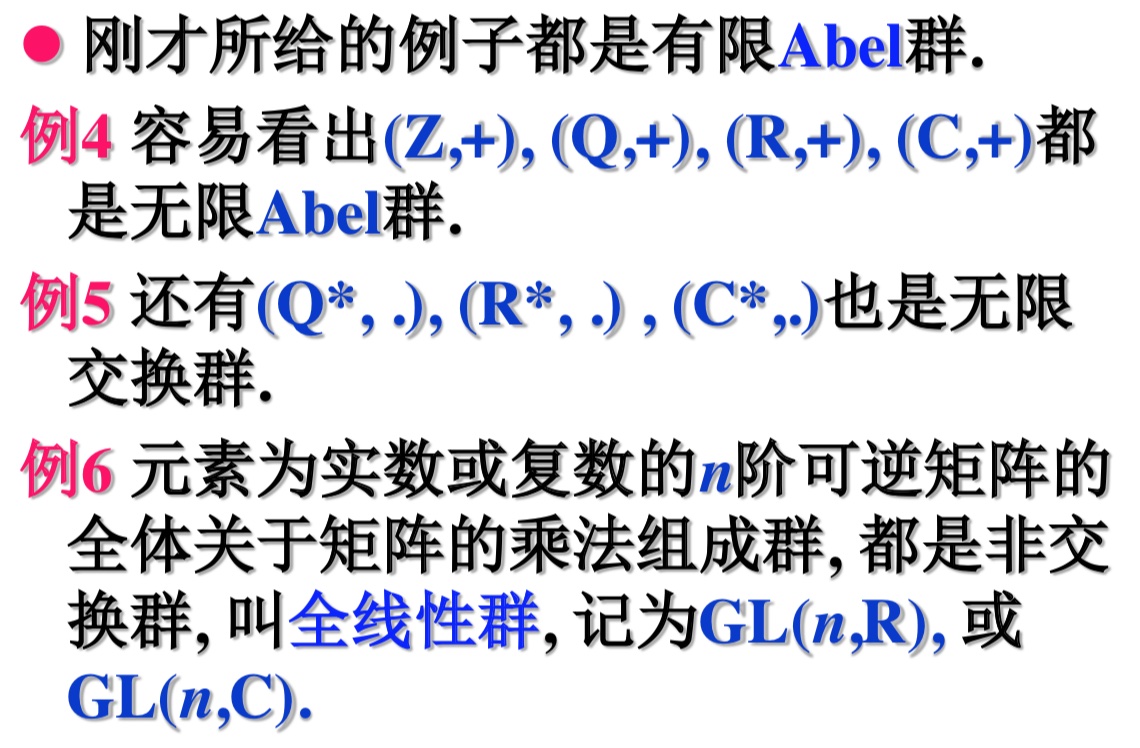 ● 刚才所给的例子都是有限Abel群.
例4 容易看出(Z,+), (Q,+), (R,+), (C,+)都
是无限Abel群.
例5 还有(Q*, .), (R*, .) , (C*,.)也是无限
交换群.
例6 元素为实数或复数的n阶可逆矩阵的
全体关于矩阵的乘法组成群, 都是非交
换群, 叫全线性群, 记为GL(n,R), 或
GL(n,C).